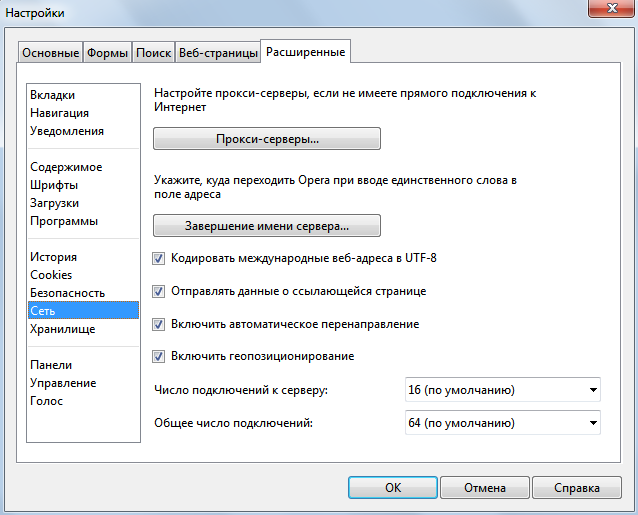 Настройки
Основные Формы Поиск Веб-страницы Расширенные
Вкладки
Навигация
Уведомления
Содержимое
Шрифты
Загрузки
Программы
История
Cookies
Безопасность
Сеть
Хранилище
Панели
Управление
Голос
Настройте прокси-серверы, если не имеете прямого подключения к
Интернет
Прокси-серверы...
Укажите, куда переходить Opera при вводе единственного слова в
поле адреса
Завершение имени сервера...
Кодировать международные веб-адреса в UTF-8
Отправлять данные о ссылающейся странице
Включить автоматическое перенаправление
Включить геопозиционирование
Число подключений к серверу: 16 (по умолчанию)
Общее число подключений: 64 (по умолчанию)
OK Отмена Справка